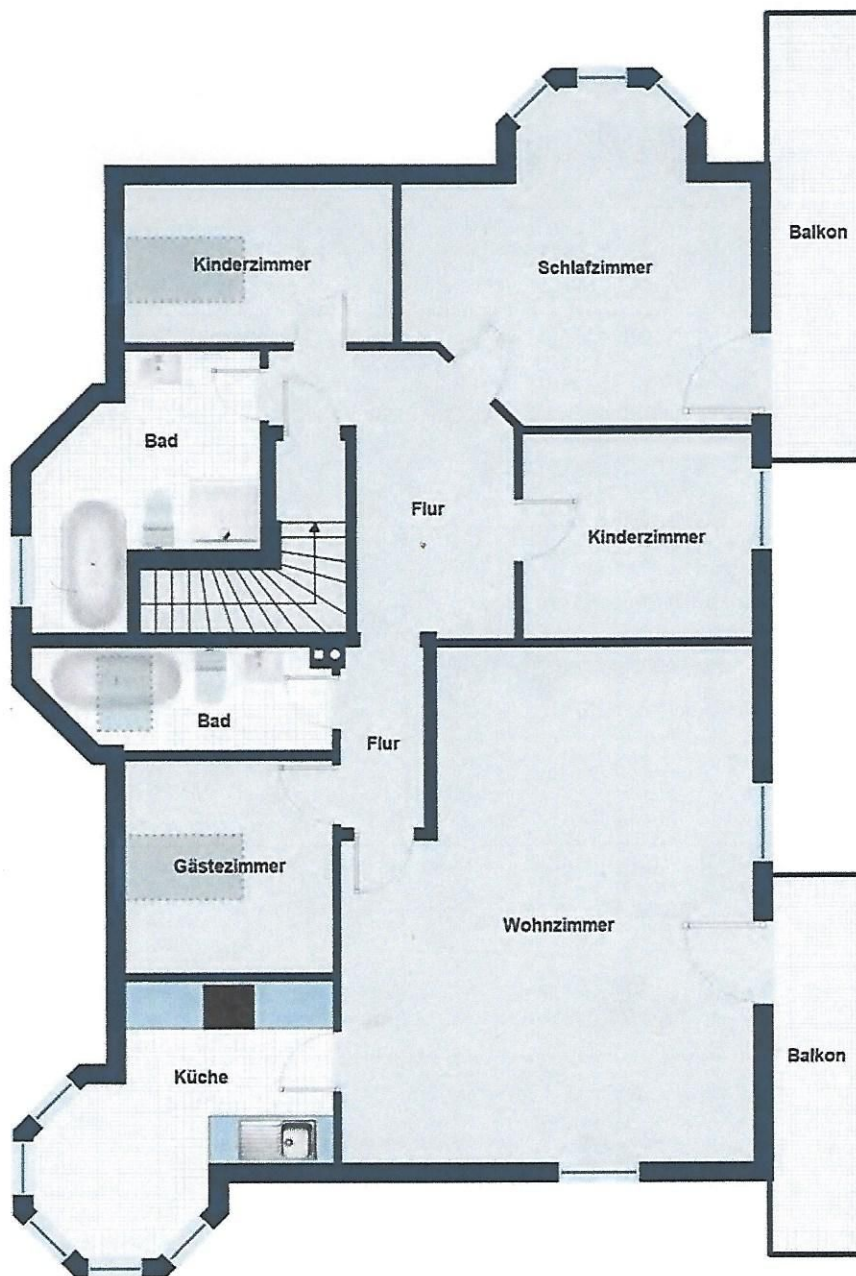 Balkon
Kinderzimmer
Schlafzimmer
Bad
Flur
Kinderzimmer
Bad
Flur
Gästezimmer
Wohnzimmer
Küche
Balkon